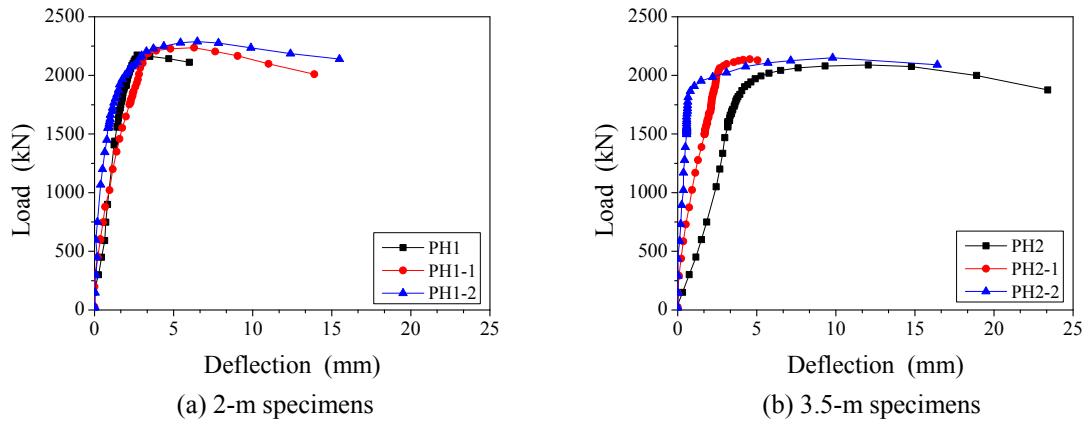 2500
2000
1500
1000
500
0
Load (kN)
PH1
PH1-1
PH1-2
0 5 10 15 20 25
Deflection (mm)
(a) 2-m specimens
2500
2000
1500
1000
500
0
Load (kN)
PH2
PH2-1
PH2-2
0 5 10 15 20 25
Deflection (mm)
(b) 3.5-m specimens